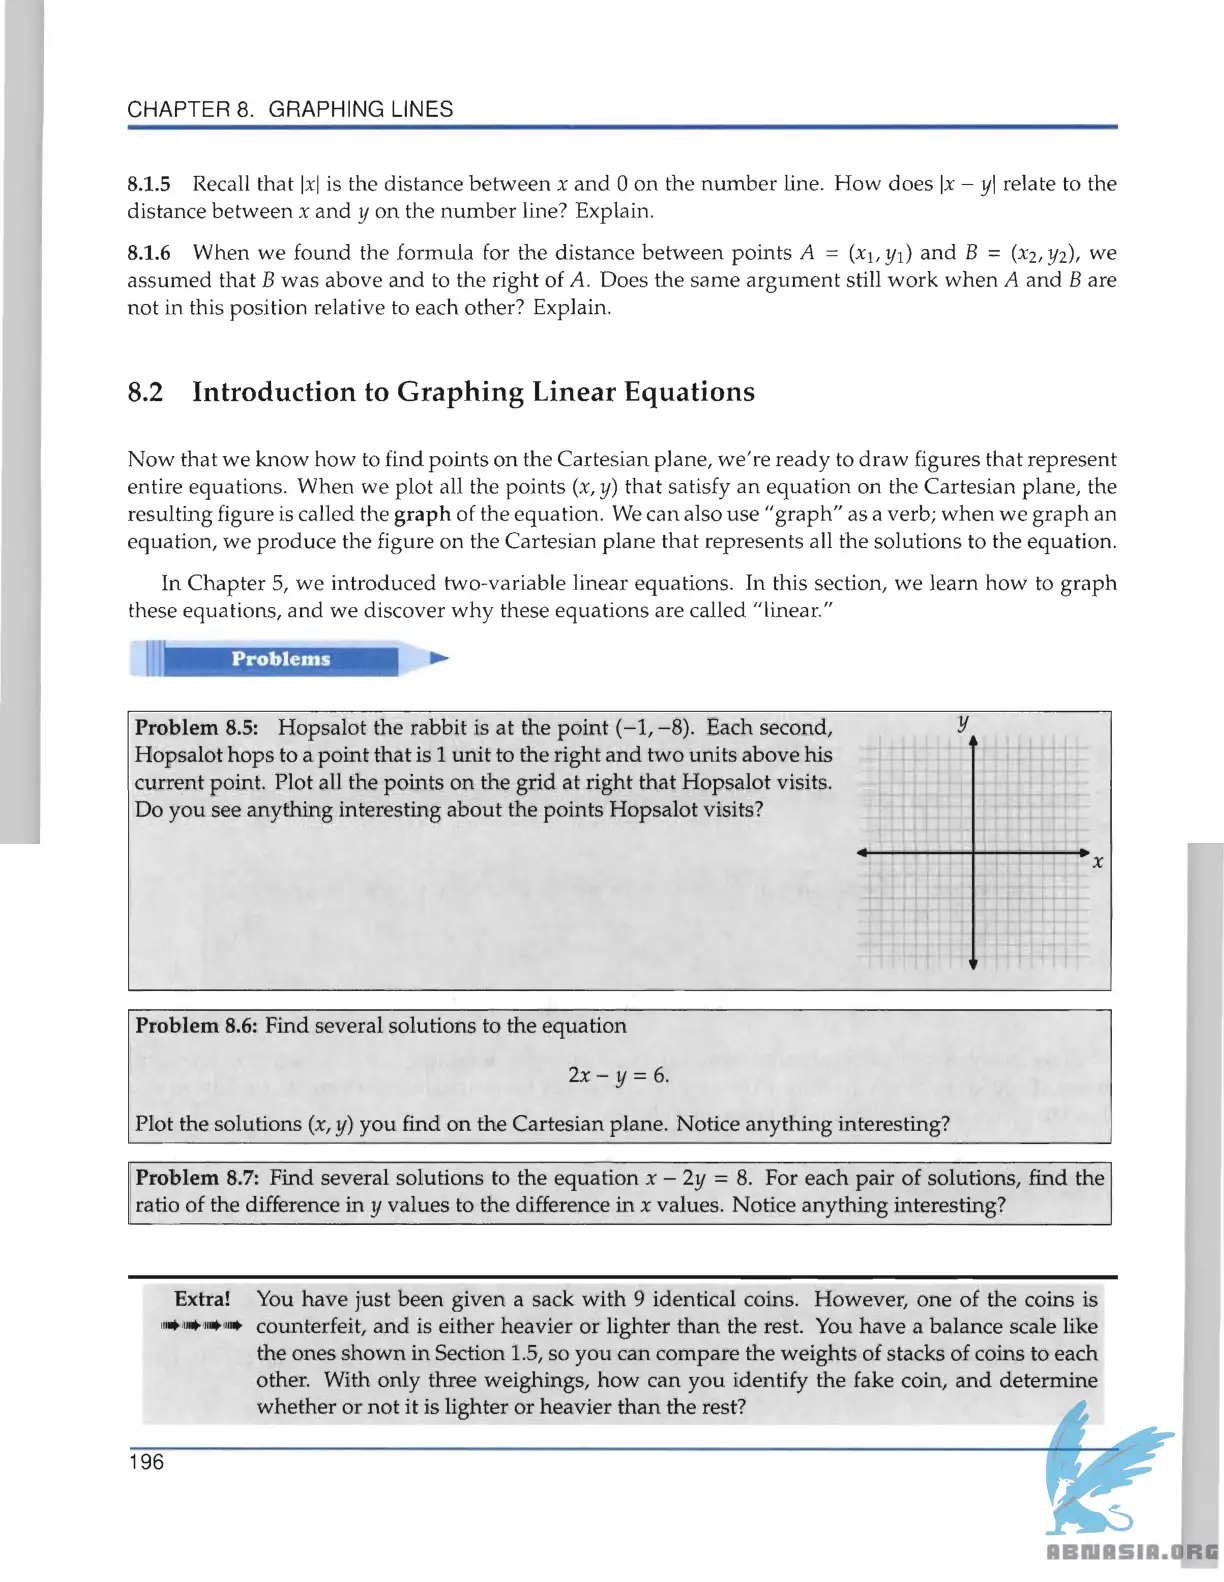 CHAPTER 8. GRAPHING LINES
8.1.5 Recall that |x| is the distance between x and 0 on the number line. How does |x – y| relate to the
distance between x and y on the number line? Explain.
8.1.6 When we found the formula for the distance between points A = (x₁, y₁) and B = (x₂, y₂), we
assumed that B was above and to the right of A. Does the same argument still work when A and B are
not in this position relative to each other? Explain.
8.2 Introduction to Graphing Linear Equations
Now that we know how to find points on the Cartesian plane, we're ready to draw figures that represent
entire equations. When we plot all the points (x, y) that satisfy an equation on the Cartesian plane, the
resulting figure is called the graph of the equation. We can also use "graph" as a verb; when we graph an
equation, we produce the figure on the Cartesian plane that represents all the solutions to the equation.
In Chapter 5, we introduced two-variable linear equations. In this section, we learn how to graph
these equations, and we discover why these equations are called "linear."
Problems
Problem 8.5: Hopsalot the rabbit is at the point (–1, –8). Each second,
Hopsalot hops to a point that is 1 unit to the right and two units above his
current point. Plot all the points on the grid at right that Hopsalot visits.
Do you see anything interesting about the points Hopsalot visits?
y
x
Problem 8.6: Find several solutions to the equation
2x – y = 6.
Plot the solutions (x, y) you find on the Cartesian plane. Notice anything interesting?
Problem 8.7: Find several solutions to the equation x – 2y = 8. For each pair of solutions, find the
ratio of the difference in y values to the difference in x values. Notice anything interesting?
Extra! You have just been given a sack with 9 identical coins. However, one of the coins is
counterfeit, and is either heavier or lighter than the rest. You have a balance scale like
the ones shown in Section 1.5, so you can compare the weights of stacks of coins to each
other. With only three weighings, how can you identify the fake coin, and determine
whether or not it is lighter or heavier than the rest?
196
ABNASIA.ORG